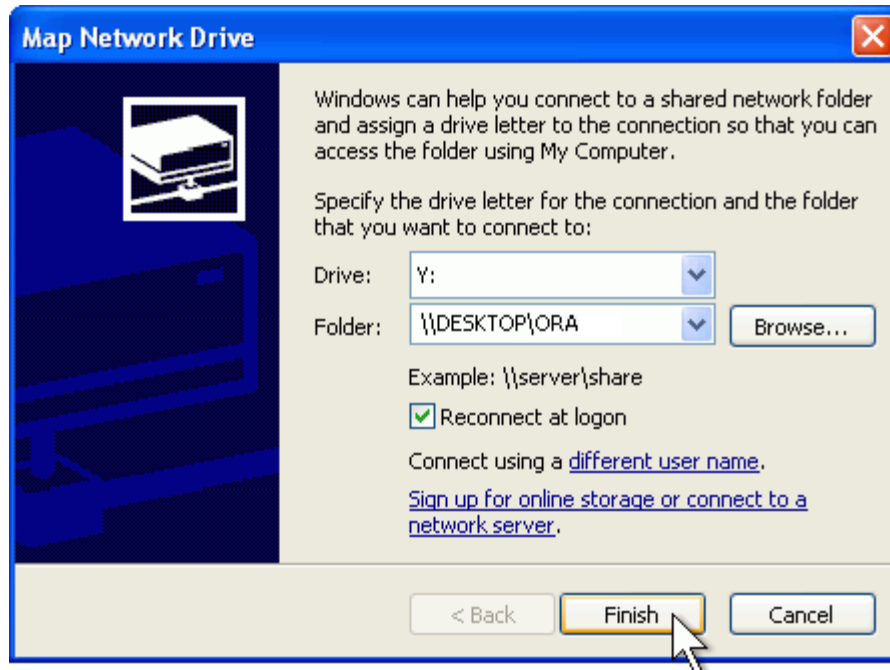 Map Network Drive
Windows can help you connect to a shared network folder
and assign a drive letter to the connection so that you can
access the folder using My Computer.
Specify the drive letter for the connection and the folder
that you want to connect to:
Drive: Y:
Folder: \\DESKTOP\ORA Browse...
Example: \\server\share
Reconnect at logon
Connect using a different user name.
Sign up for online storage or connect to a
network server.
< Back Finish Cancel